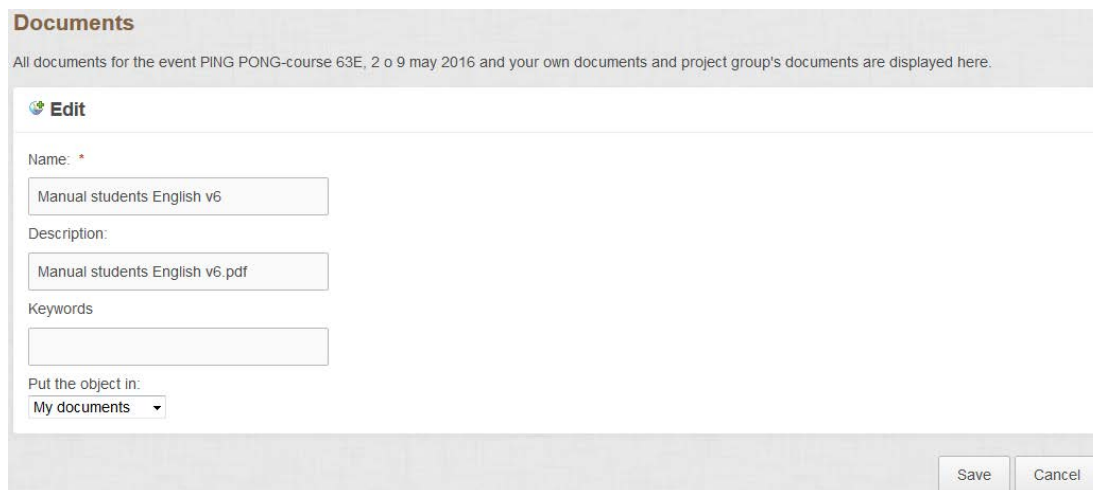 Documents
All documents for the event PING PONG-course 63E, 2 o 9 may 2016 and your own documents and project group's documents are displayed here.
Edit
Name: *
Manual students English v6
Description:
Manual students English v6.pdf
Keywords
Put the object in:
My documents
Save Cancel